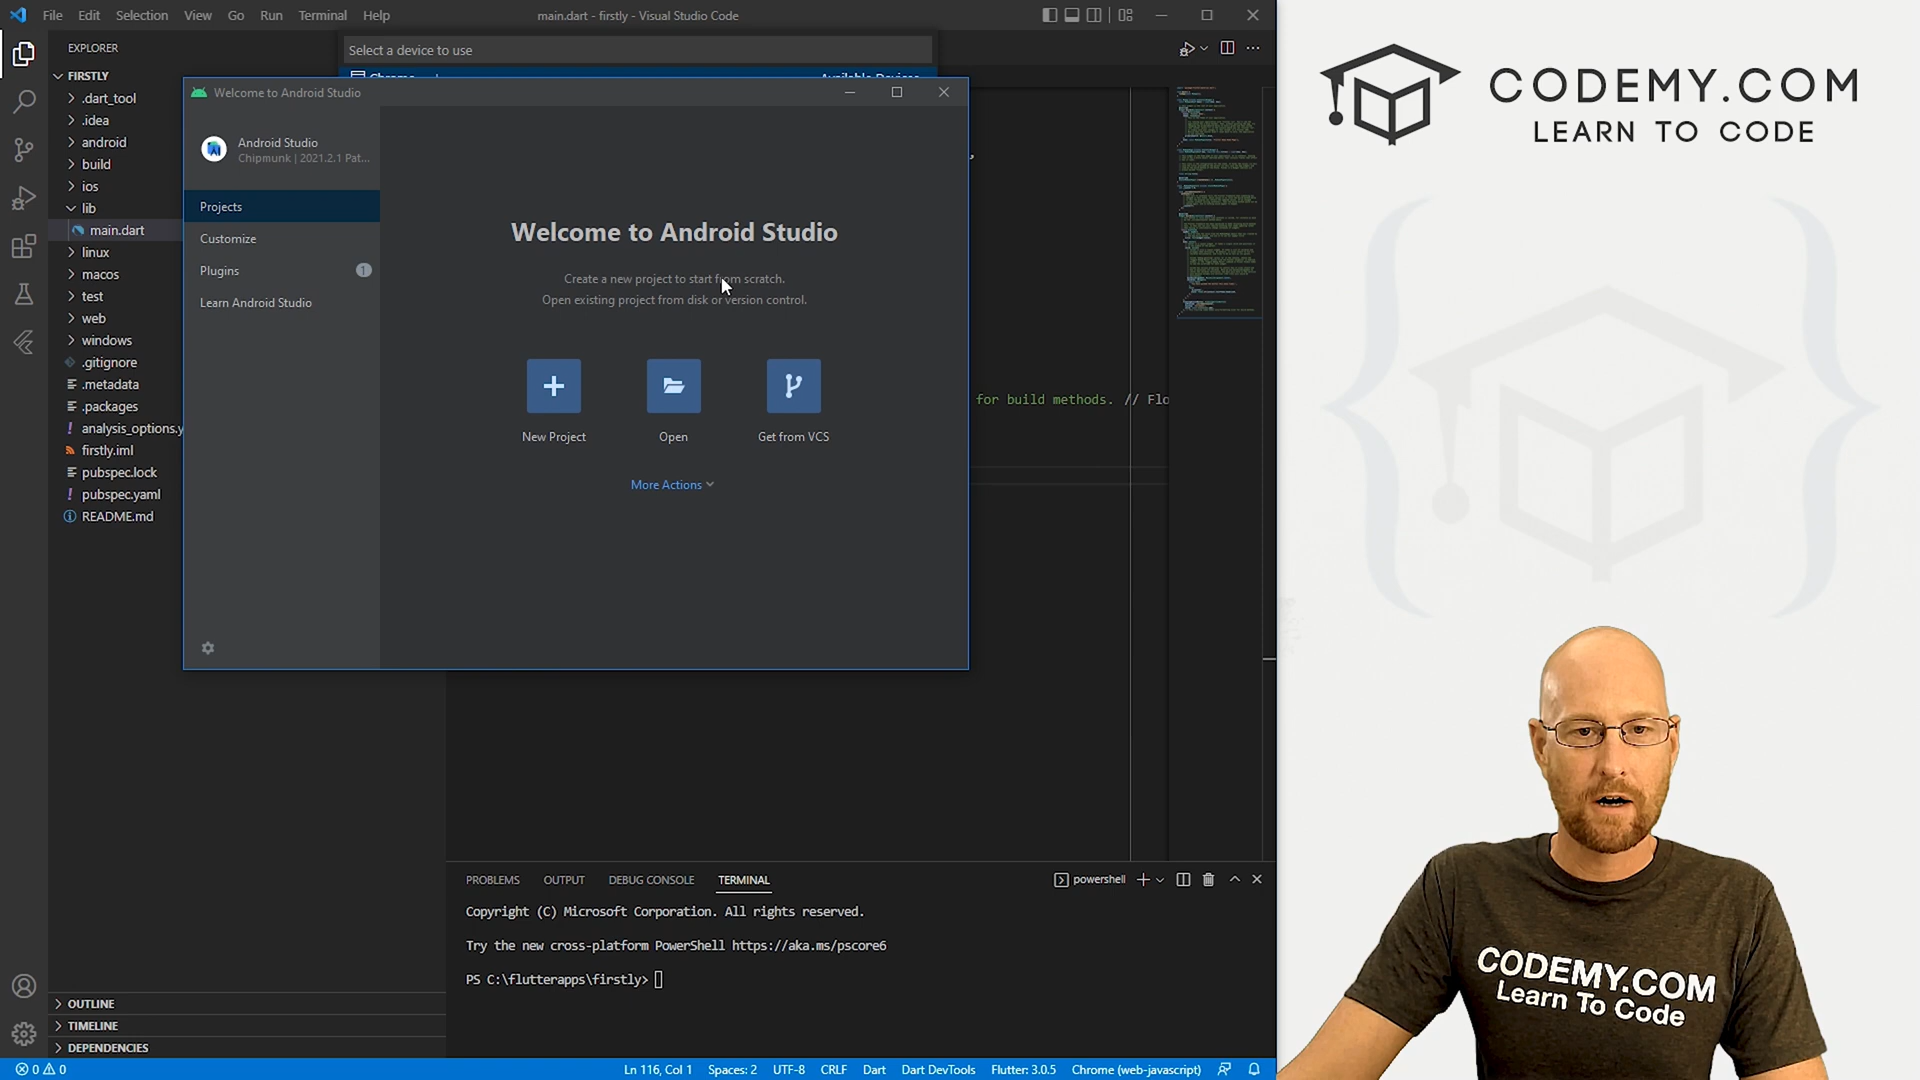 File Edit Selection View Go Run Terminal Help
main.dart - firstly - Visual Studio Code
EXPLORER
Select a device to use
FIRSTLY
.dart_tool
.idea
android
build
ios
lib
main.dart
linux
macos
test
web
windows
.gitignore
.metadata
.packages
analysis_options.y
firstly.iml
pubspec.lock
pubspec.yaml
README.md
Chrome
Available Devices
Welcome to Android Studio
Android Studio
Chipmunk | 2021.2.1 Pat...
Projects
Customize
Plugins 1
Learn Android Studio
Welcome to Android Studio
Create a new project to start from scratch.
Open existing project from disk or version control.
New Project
Open
Get from VCS
More Actions
for build methods. // Flo
PROBLEMS OUTPUT DEBUG CONSOLE TERMINAL
powershell
Copyright (C) Microsoft Corporation. All rights reserved.
Try the new cross-platform PowerShell https://aka.ms/pscore6
PS C:\flutterapps\firstly>
OUTLINE
TIMELINE
DEPENDENCIES
0 0
Ln 116, Col 1 Spaces: 2 UTF-8 CRLF Dart Dart DevTools Flutter: 3.0.5 Chrome (web-javascript)
CODEMY.COM
LEARN TO CODE
CODEMY.COM
Learn To Code